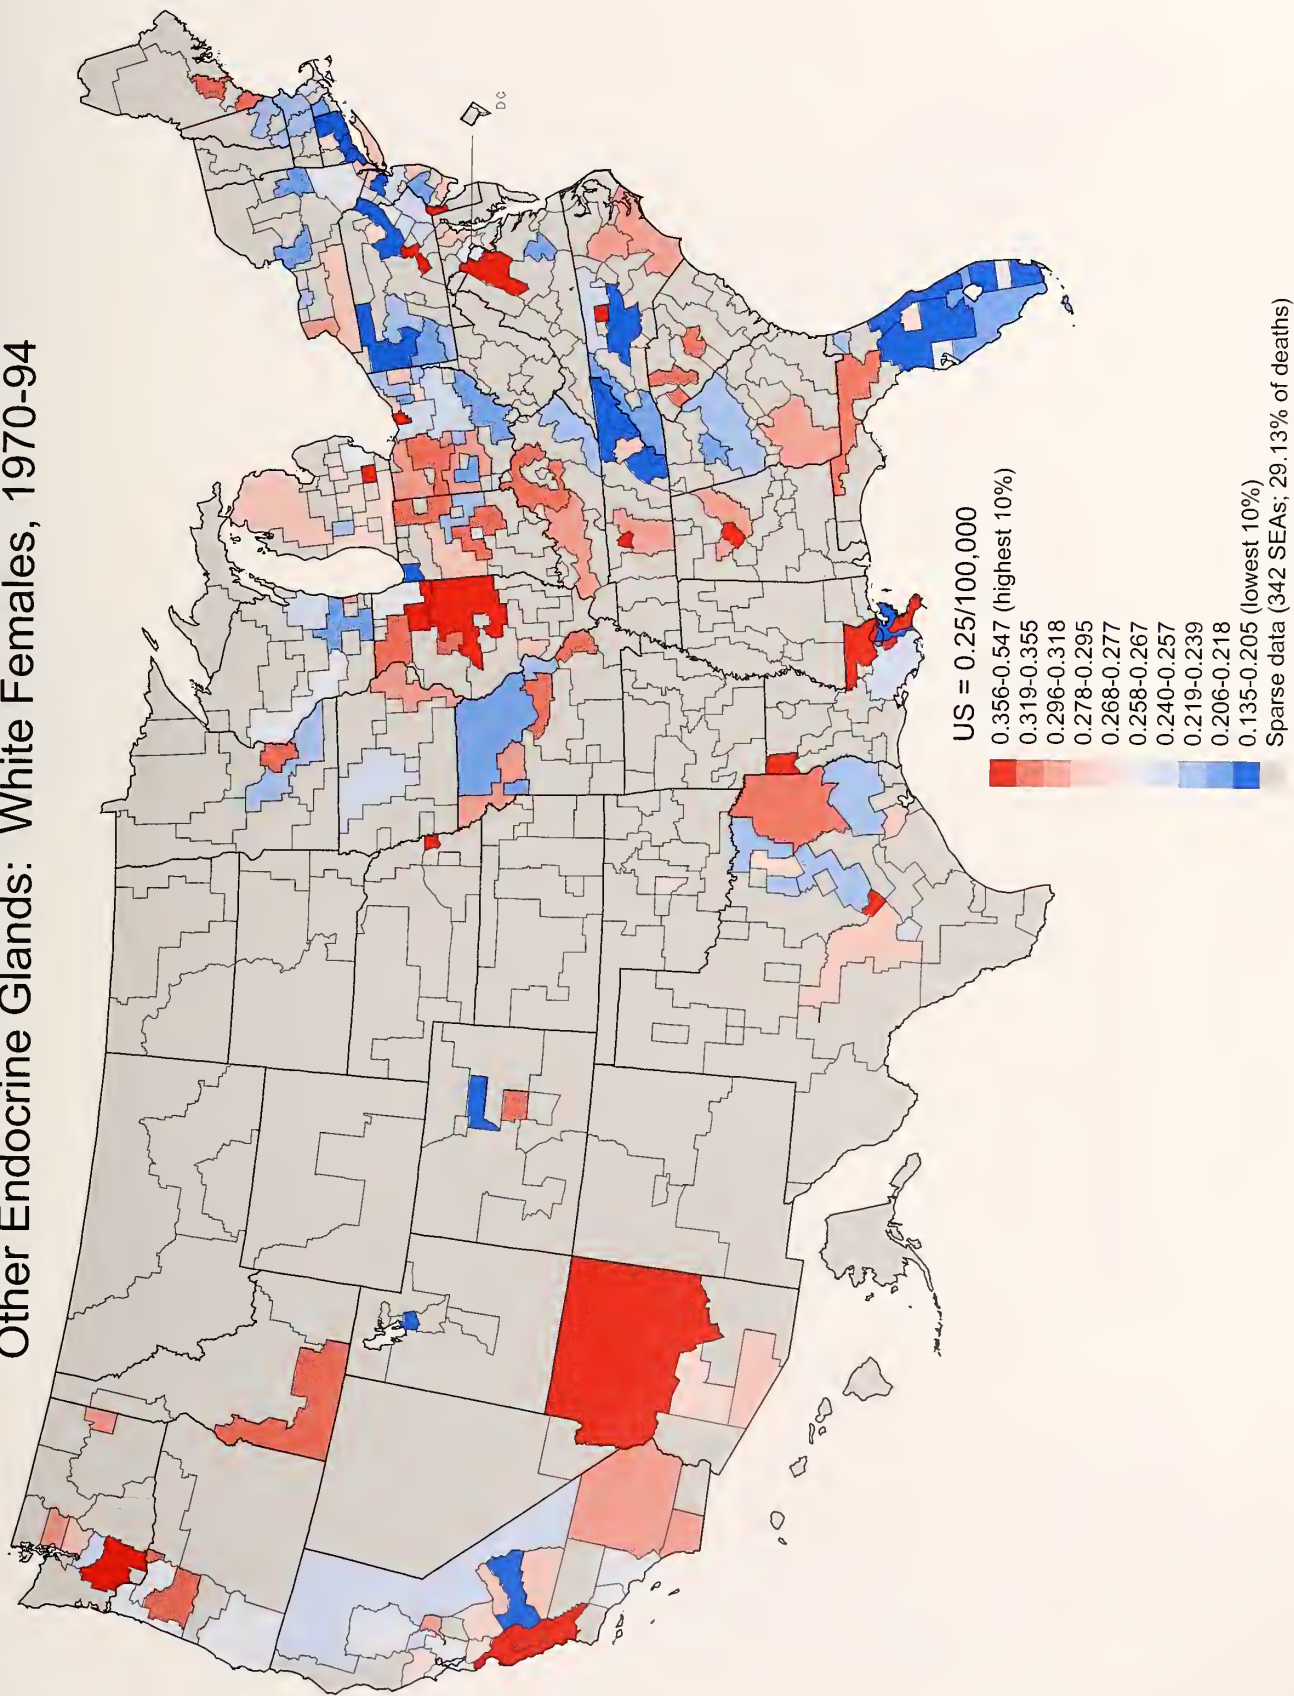 Other Endocrine Glands: White Females, 1970-94
DC
US = 0.25/100,000
0.356-0.547 (highest 10%)
0.319-0.355
0.296-0.318
0.278-0.295
0.268-0.277
0.258-0.267
0.240-0.257
0.219-0.239
0.206-0.218
0.135-0.205 (lowest 10%)
Sparse data (342 SEAs; 29.13% of deaths)